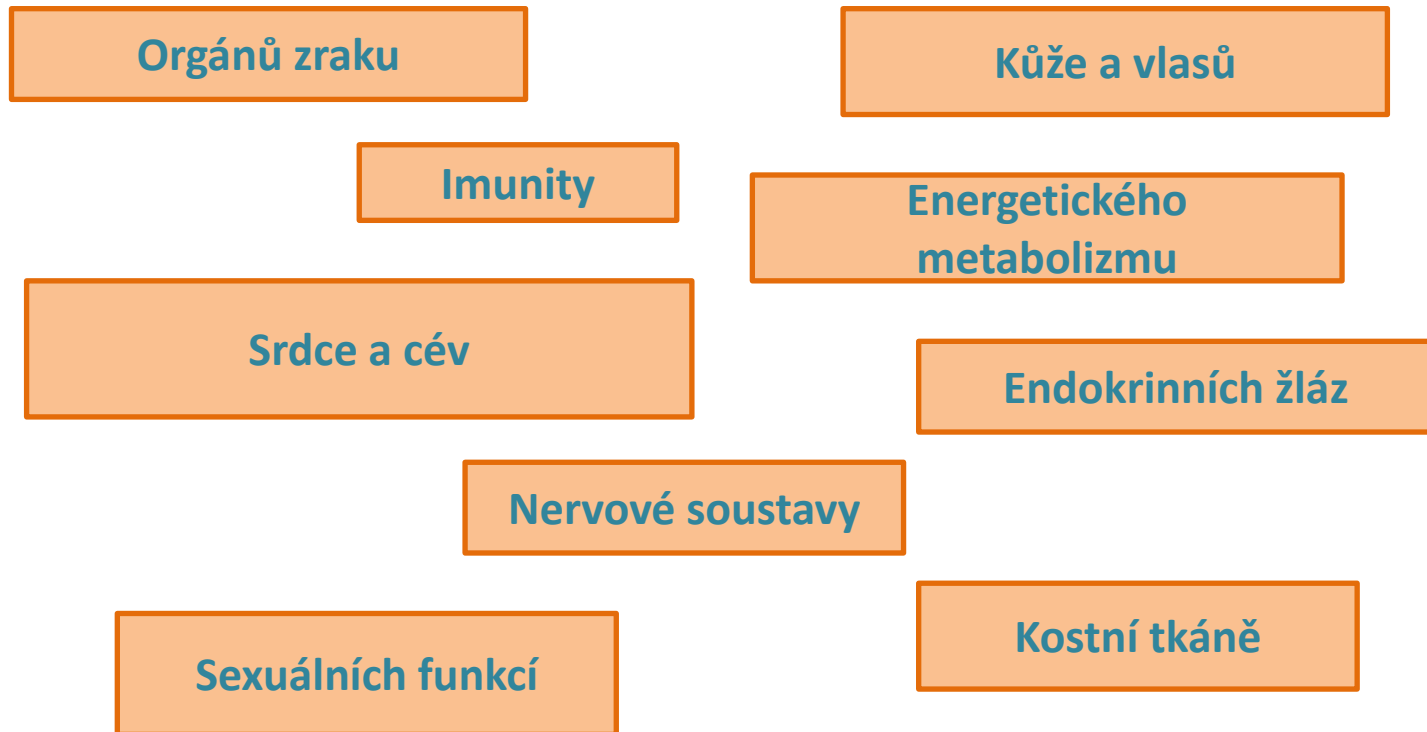 Orgánů zraku
Kůže a vlasů
Imunity
Energetického
metabolizmu
Srdce a cév
Endokrinních žláz
Nervové soustavy
Kostní tkáně
Sexuálních funkcí